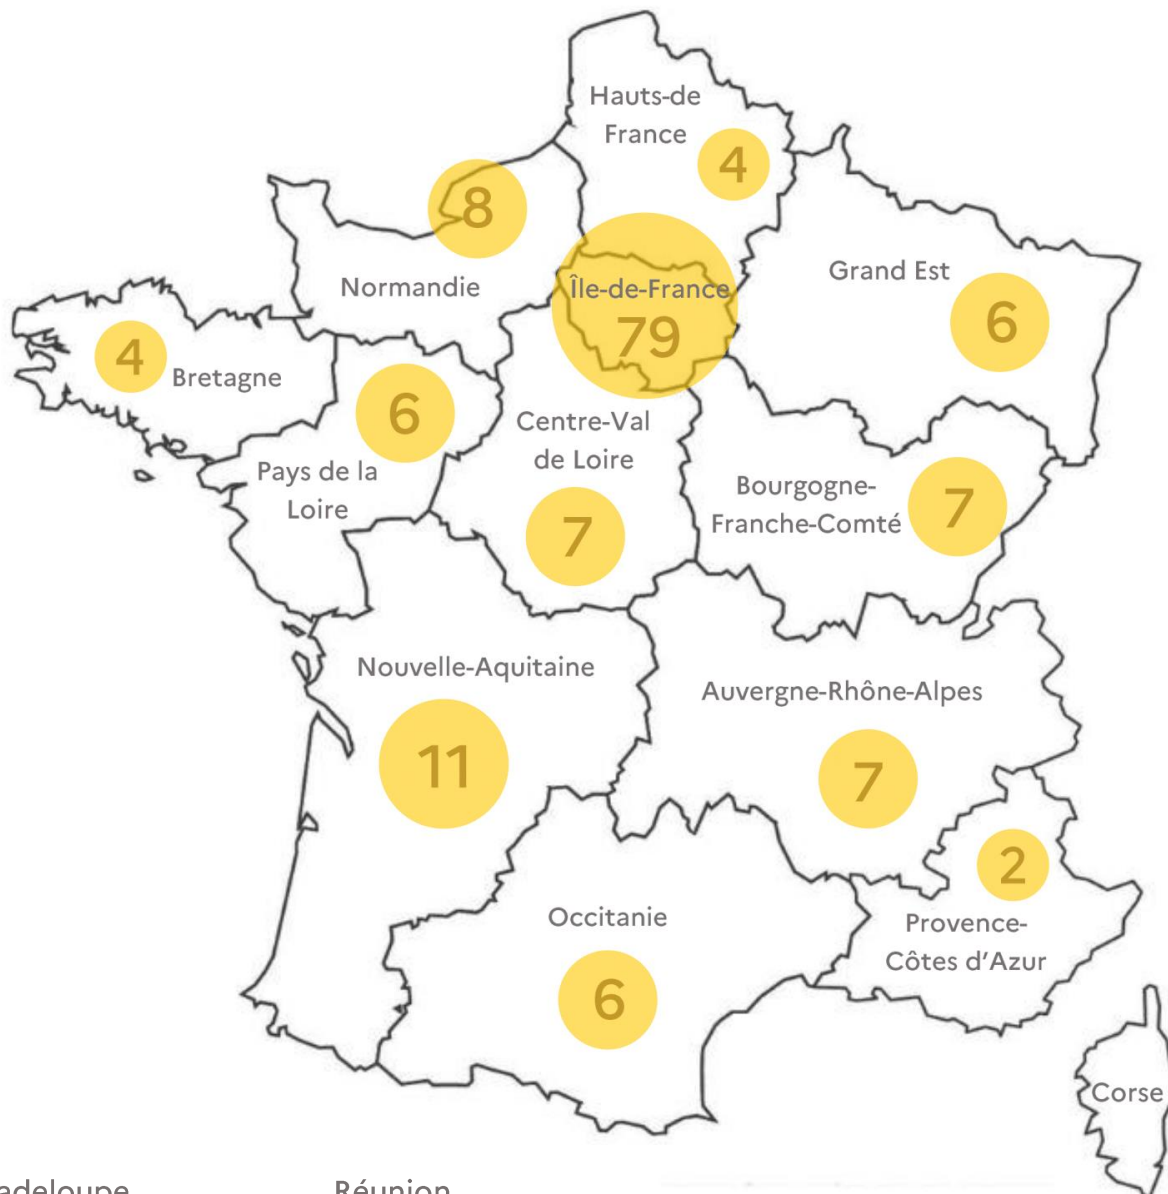 Hauts-de
France
4
8
Normandie
Île-de-France
79
Grand Est
6
4
Bretagne
6
Pays de la
Loire
Centre-Val
de Loire
7
Bourgogne-
Franche-Comté
7
Nouvelle-Aquitaine
11
Auvergne-Rhône-Alpes
7
2
Provence-
Côtes d'Azur
Occitanie
6
Corse
adeloupe
Réunion